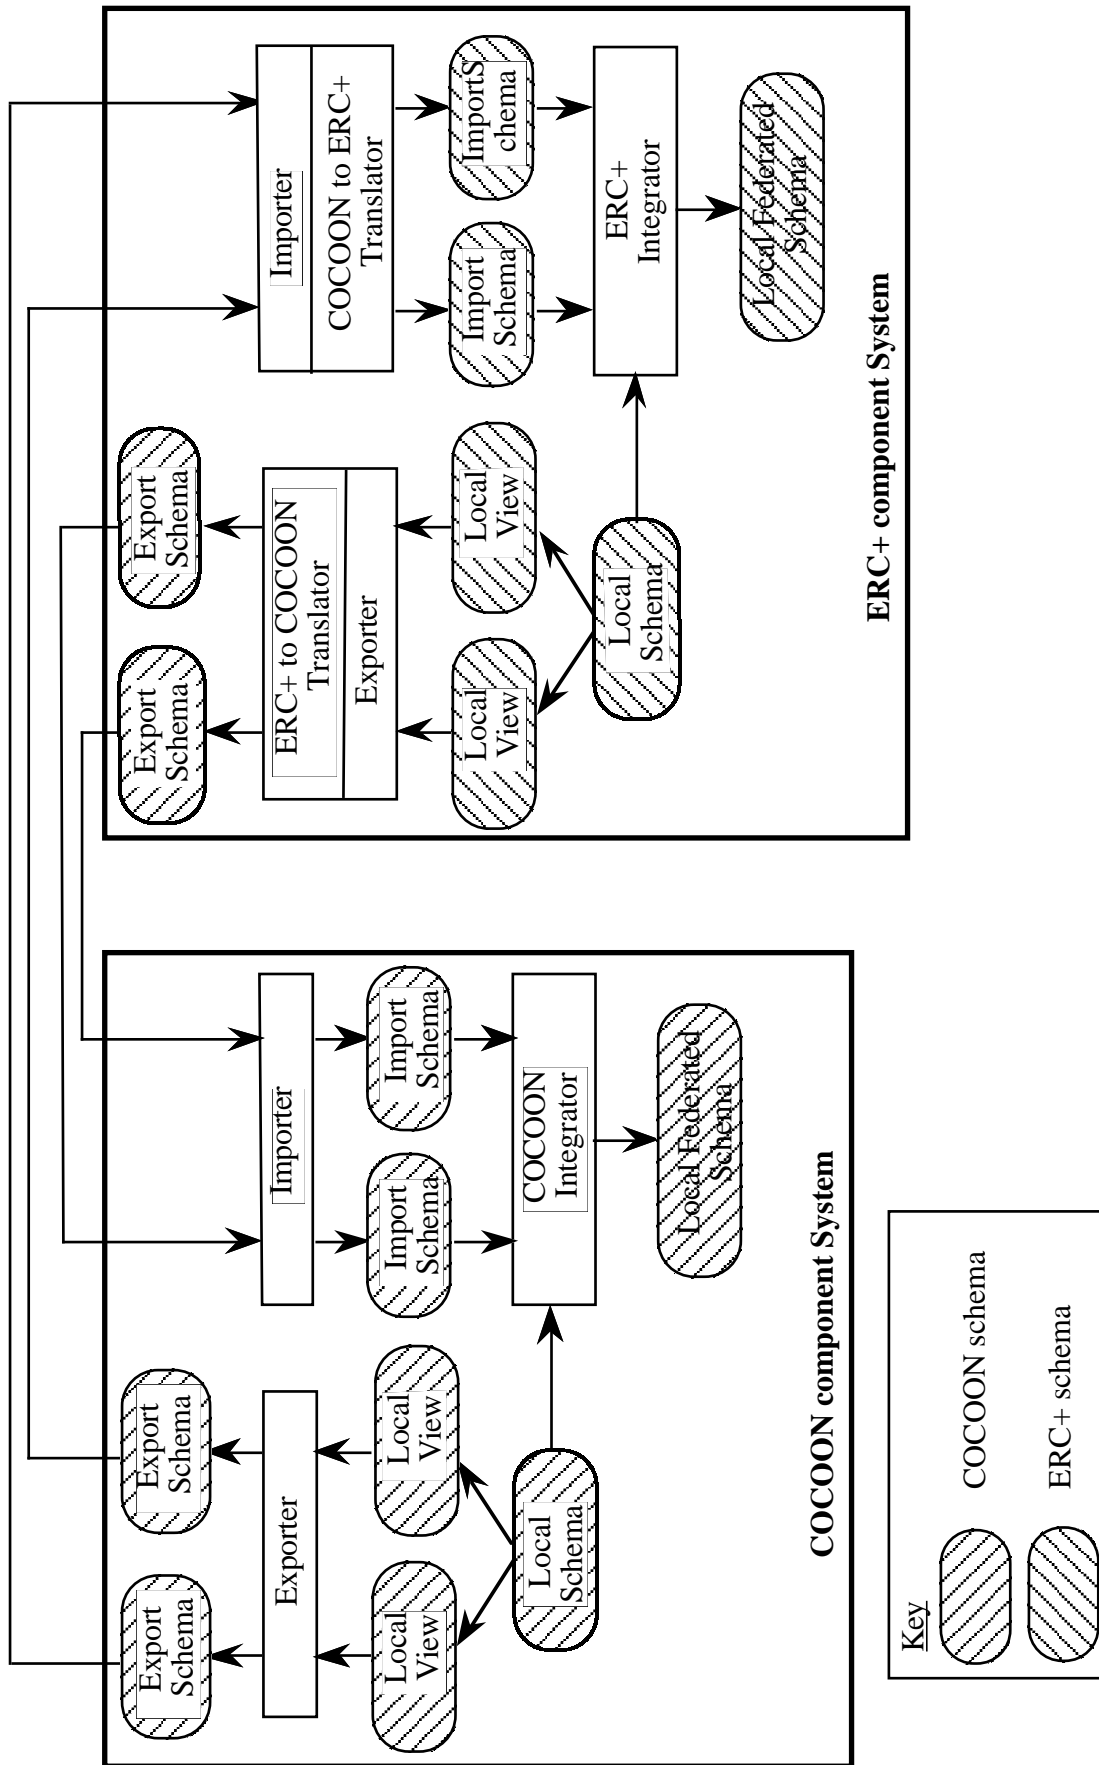 Export
Schema
Export
Schema
Exporter
Local
View
Local
View
Local
Schema
Importer
Import
Schema
Import
Schema
COCOON
Integrator
Local Federated
Schema
COCOON component System
Export
Schema
Export
Schema
ERC+ to COCOON
Translator
Exporter
Local
View
Local
View
Local
Schema
Importer
COCOON to ERC+
Translator
Import
Schema
ImportS
chema
ERC+
Integrator
Local Federated
Schema
ERC+ component System
Key
COCOON schema
ERC+ schema